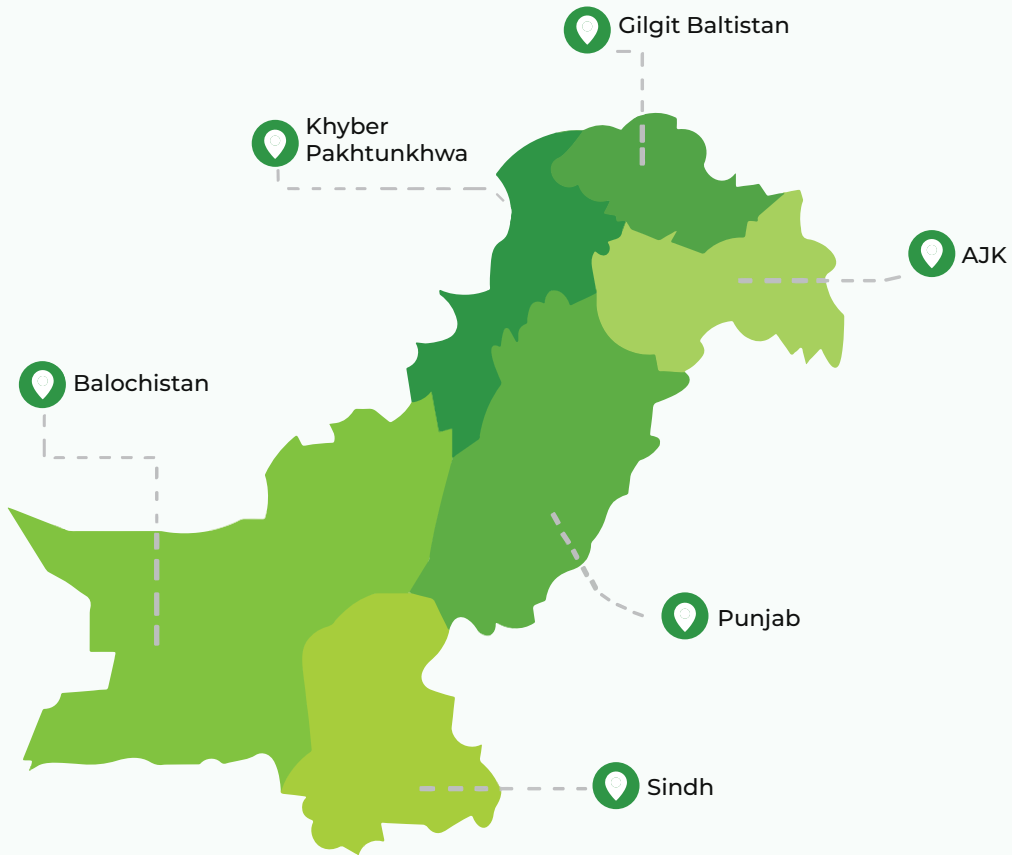 Gilgit Baltistan
Khyber
Pakhtunkhwa
AJK
Balochistan
Punjab
Sindh